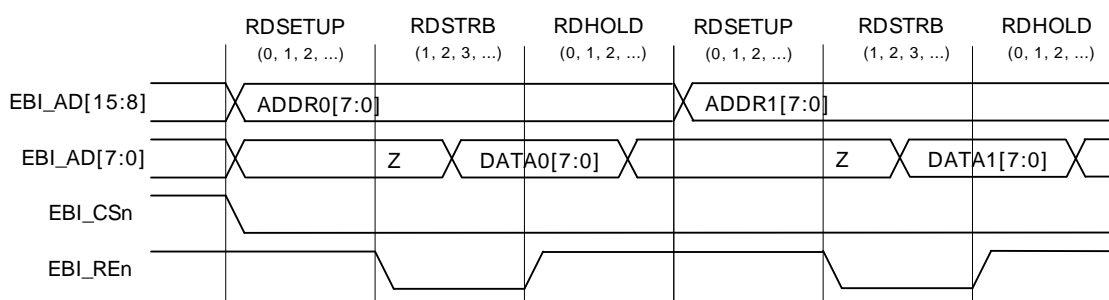 RDSETUP RDSTRB RDHOLD RDSETUP RDSTRB RDHOLD
(0, 1, 2, ...) (1, 2, 3, ...) (0, 1, 2, ...) (0, 1, 2, ...) (1, 2, 3, ...) (0, 1, 2, ...)
EBI_AD[15:8] ADDR0[7:0] ADDR1[7:0]
EBI_AD[7:0] Z DATA0[7:0] Z DATA1[7:0]
EBI_CSn
EBI_REn